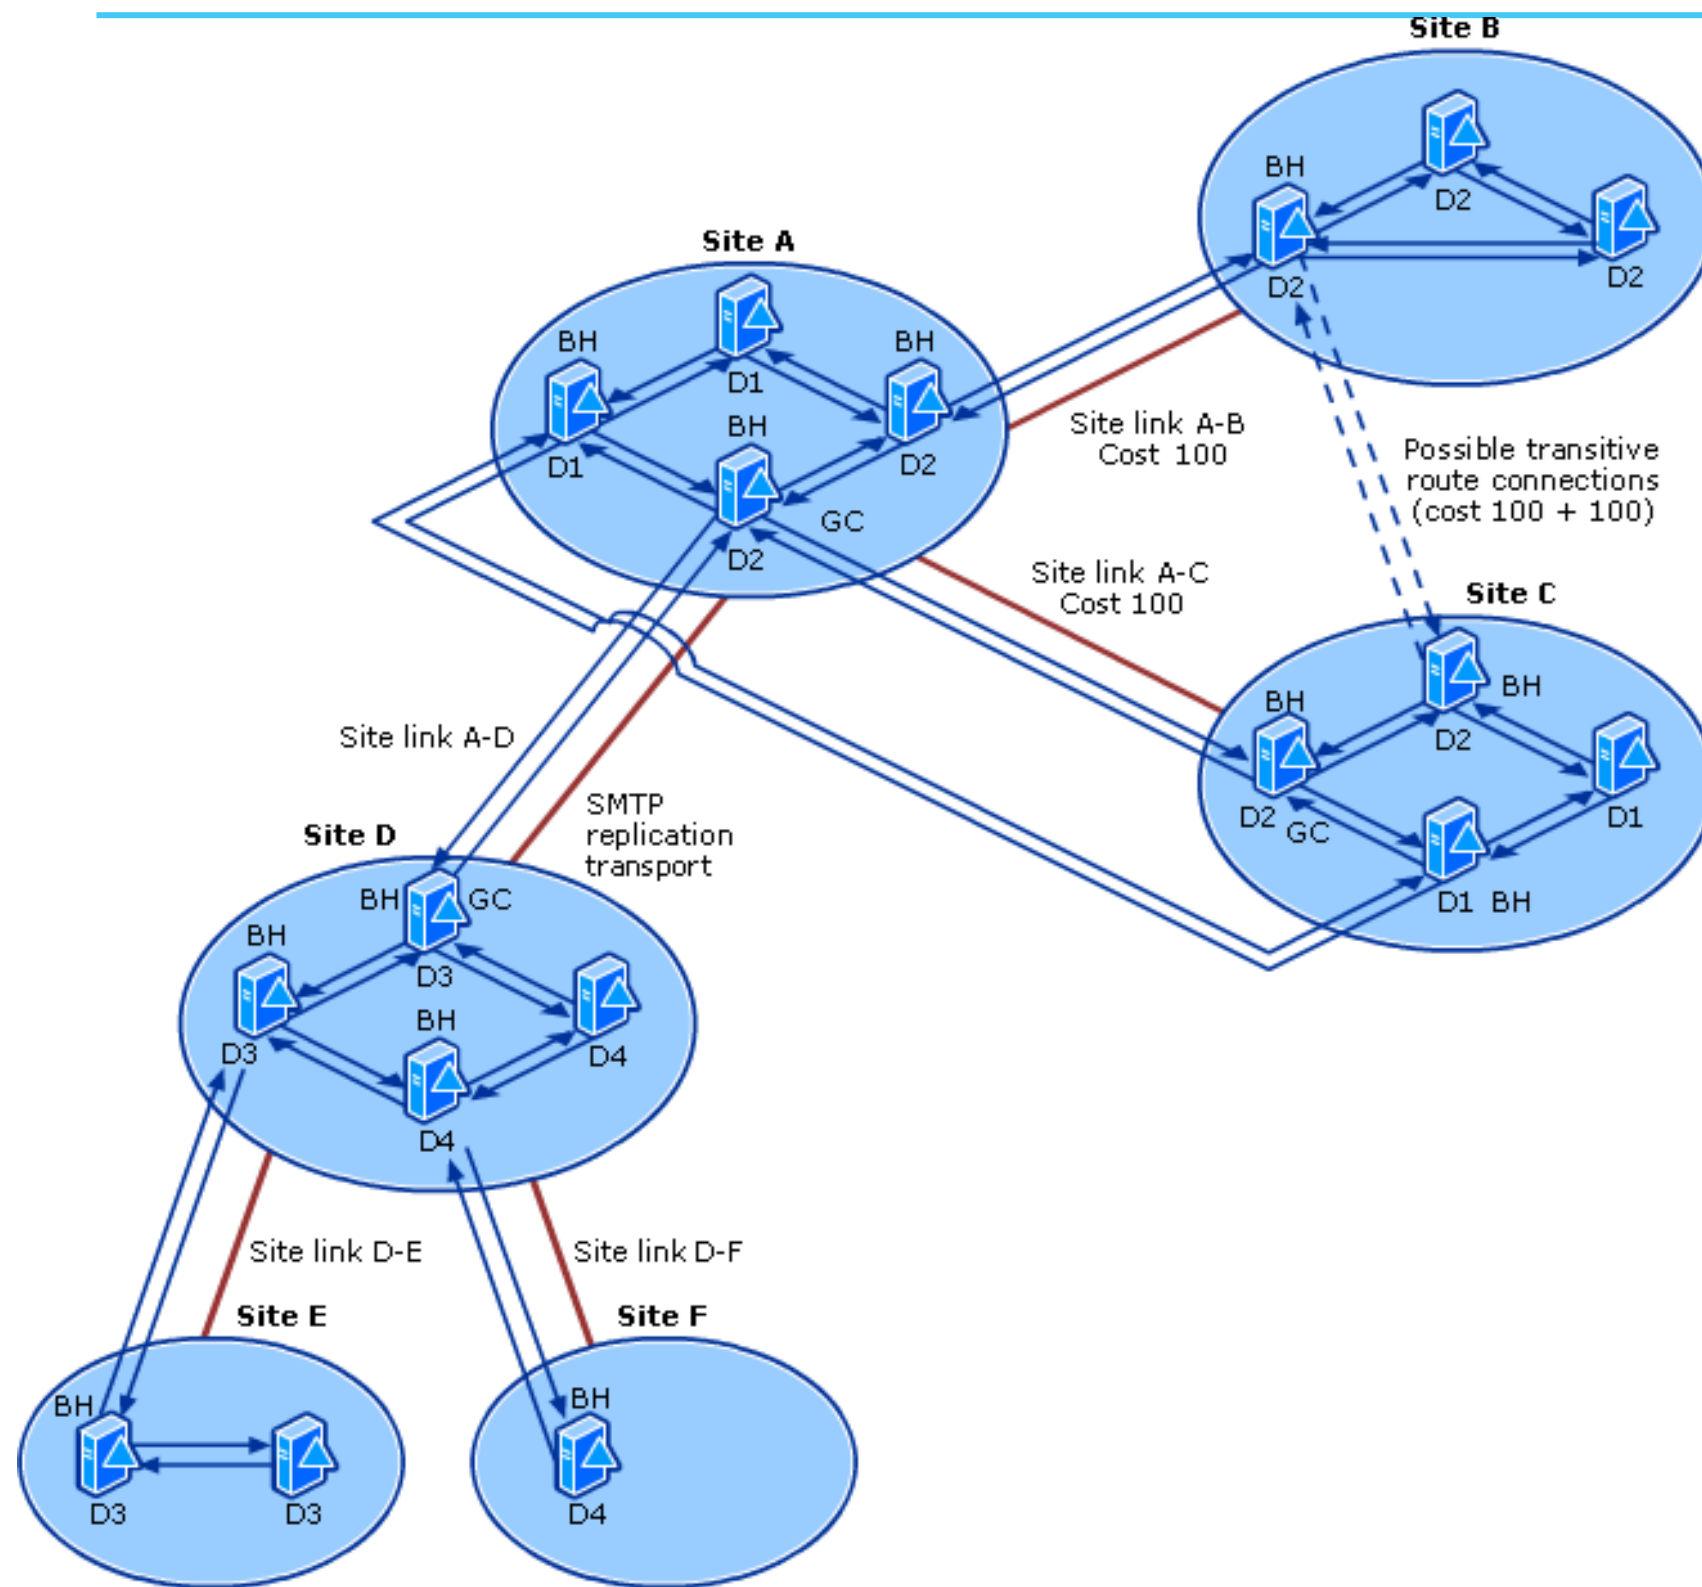 Site B
BH
D2
D2
D2
Site A
BH
D1
BH
BH
D1
D2
GC
D2
Site link A-B
Cost 100
Possible transitive
route connections
(cost 100 + 100)
Site link A-C
Cost 100
Site C
BH
BH
D2
D2
GC
D1
D1 BH
Site link A-D
SMTP
replication
transport
Site D
BH
GC
BH
D3
BH
D3
D4
D4
Site link D-E
Site link D-F
Site E
BH
D3
D3
Site F
BH
D4